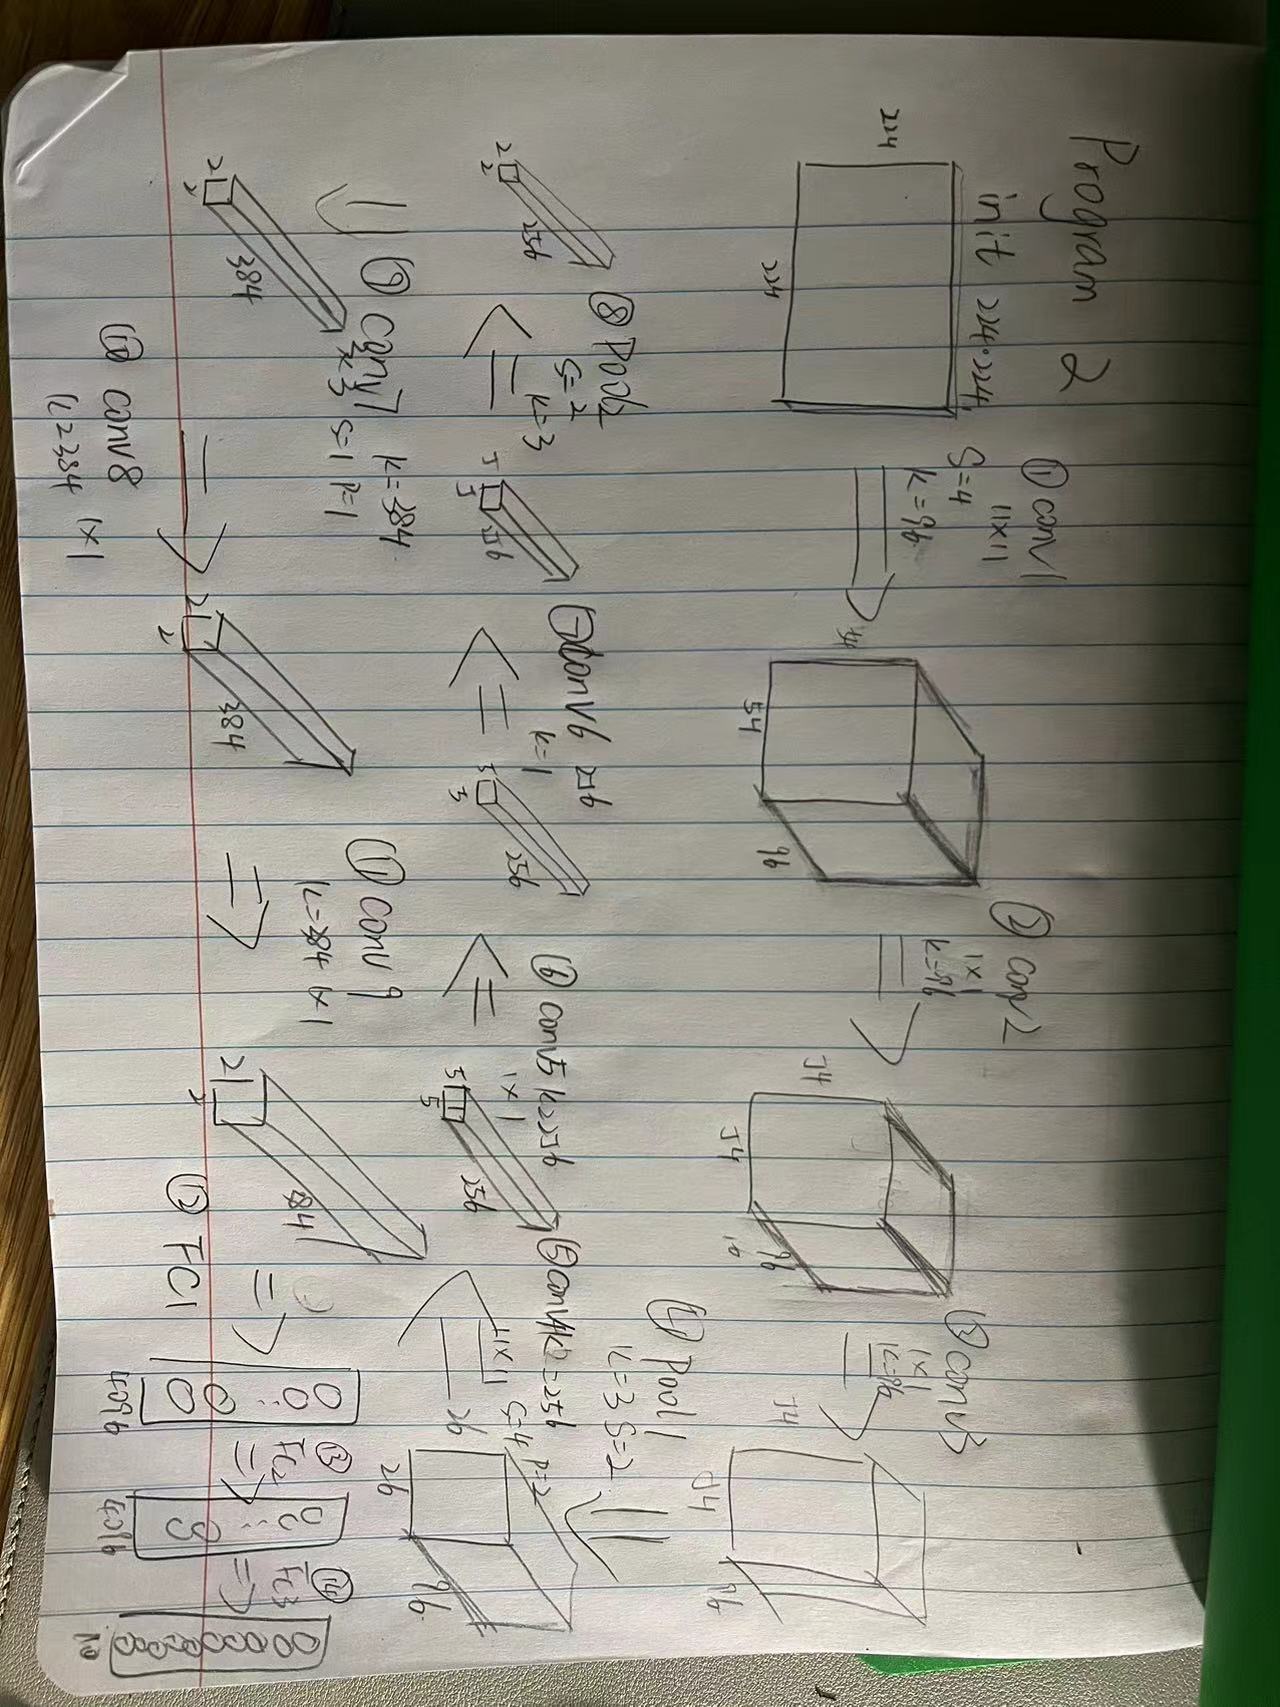 Program 2
init 224·224
224
224
① conv1
11×11
S=4
k=96
54
96
② conv2
1×1
k=96
54
54
96
③ conv3
1×1
k=96
54
54
96
④ Pool1
k=3 S=2
26
26
96
⑤ conv4 k=256
11×1 S=4 P=2
5
5
256
⑥ conv5 k=256
1×1
5
5
256
⑦ conv6 256
k=1
5
5
256
⑧ Pool2
S=2 k=3
2
2
256
⑨ conv7 k=384
3×3 S=1 P=1
2
2
384
⑩ conv8
k=384 1×1
2
2
384
⑪ conv9
k=384 1×1
2
2
384
⑫ FC1
4096
⑬
FC2
4096
⑭
FC3